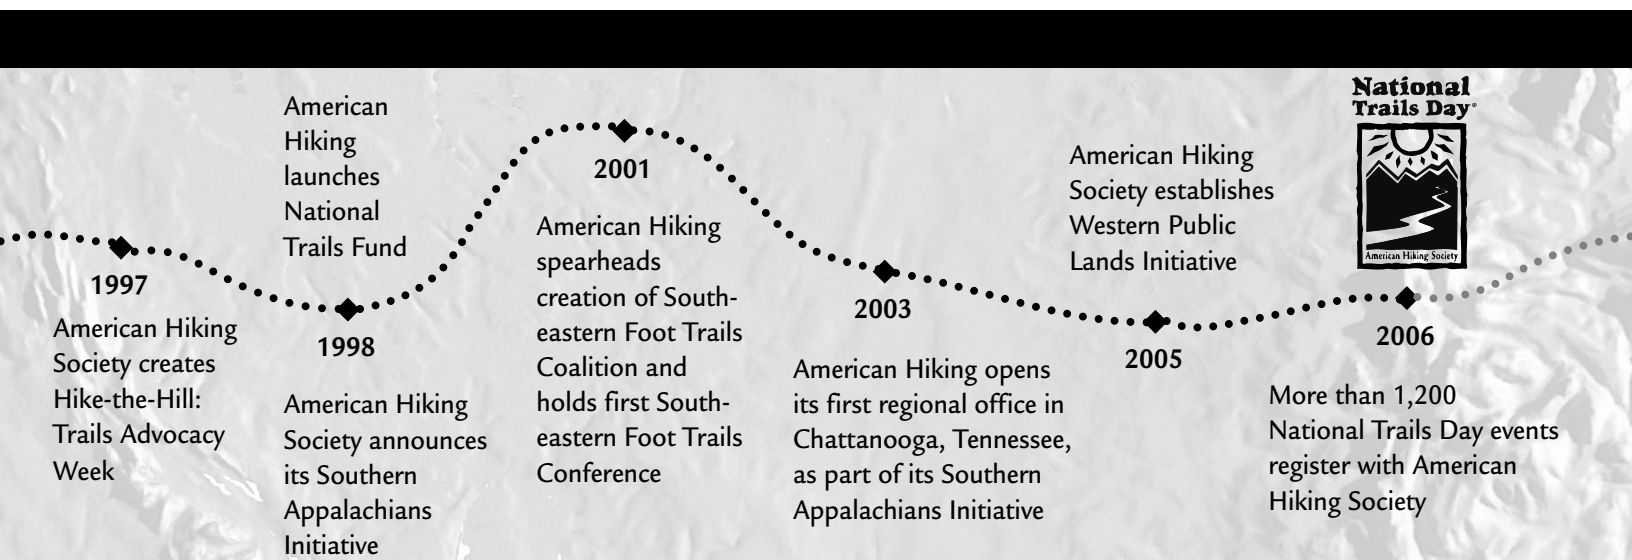 1997
American Hiking
Society creates
Hike-the-Hill:
Trails Advocacy
Week
American
Hiking
launches
National
Trails Fund
1998
American Hiking
Society announces
its Southern
Appalachians
Initiative
2001
American Hiking
spearheads
creation of South-
eastern Foot Trails
Coalition and
holds first South-
eastern Foot Trails
Conference
2003
American Hiking opens
its first regional office in
Chattanooga, Tennessee,
as part of its Southern
Appalachians Initiative
American Hiking
Society establishes
Western Public
Lands Initiative
2005
National
Trails Day®
American Hiking Society
2006
More than 1,200
National Trails Day events
register with American
Hiking Society